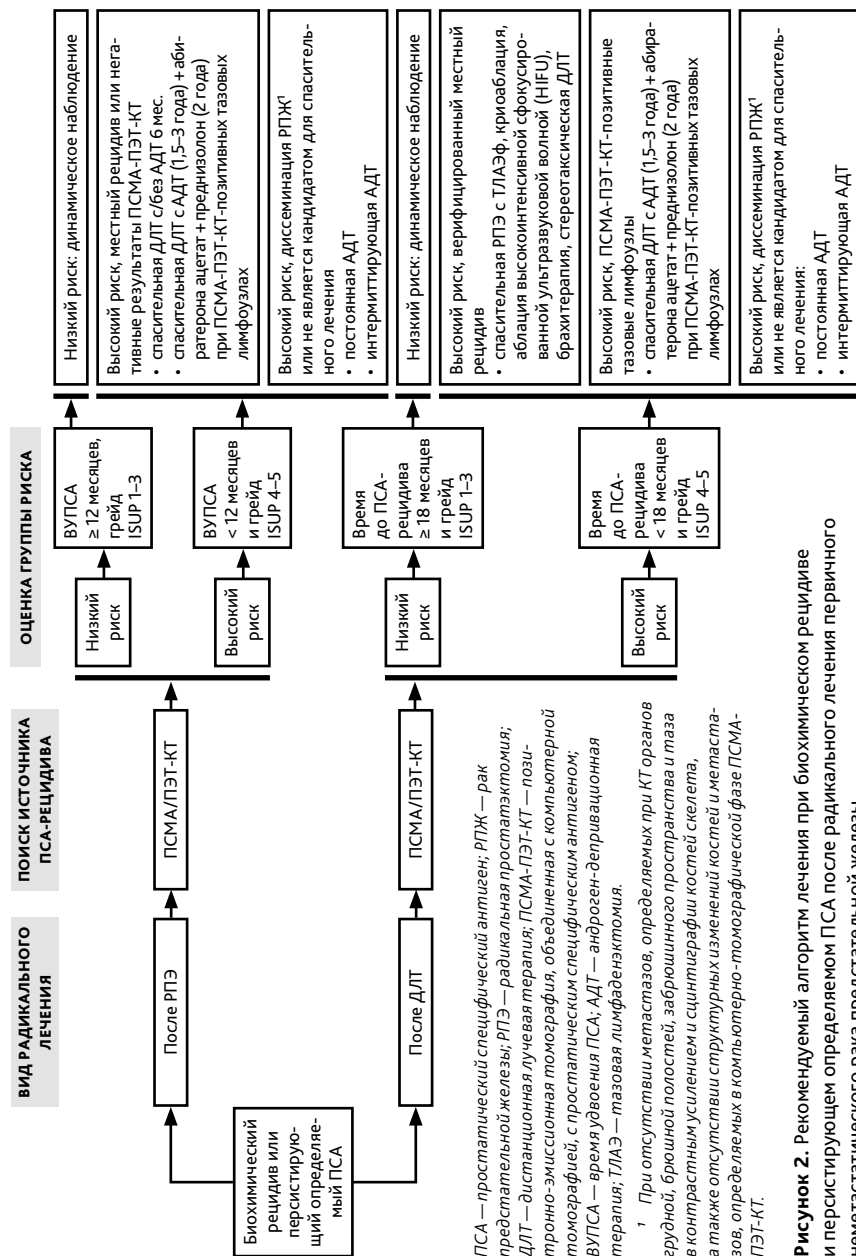 ВИД РАДИКАЛЬНОГО
ЛЕЧЕНИЯ
ПОИСК ИСТОЧНИКА
ПСА-РЕЦИДИВА
ОЦЕНКА ГРУППЫ РИСКА
Биохимический
рецидив или
персистирую-
щий определяе-
мый ПСА
После РПЭ
ПСМА/ПЭТ-КТ
Низкий
риск
ВУПСА
≥ 12 месяцев,
грейд
ISUP 1–3
Низкий риск: динамическое наблюдение
Высокий
риск
ВУПСА
< 12 месяцев
и грейд
ISUP 4–5
Высокий риск, местный рецидив или нега-
тивные результаты ПСМА-ПЭТ-КТ
• спасительная ДЛТ с/без АДТ 6 мес.
• спасительная ДЛТ с АДТ (1,5–3 года) + аби-
ратерона ацетат + преднизолон (2 года)
при ПСМА-ПЭТ-КТ-позитивных тазовых
лимфоузлах
Высокий риск, диссеминация РПЖ¹
или не является кандидатом для спаситель-
ного лечения
• постоянная АДТ
• интермиттирующая АДТ
После ДЛТ
ПСМА/ПЭТ-КТ
Низкий
риск
Время
до ПСА-
рецидива
≥ 18 месяцев
и грейд
ISUP 1–3
Низкий риск: динамическое наблюдение
Высокий
риск
Время
до ПСА-
рецидива
< 18 месяцев
и грейд
ISUP 4–5
Высокий риск, верифицированный местный
рецидив
• спасительная РПЭ с ТЛАЭф, криоаблация,
аблация высокоинтенсивной сфокусиро-
ванной ультразвуковой волной (HIFU),
брахитерапия, стереотаксическая ДЛТ
Высокий риск, ПСМА-ПЭТ-КТ-позитивные
тазовые лимфоузлы
• спасительная ДЛТ с АДТ (1,5–3 года) + абира-
терона ацетат + преднизолон (2 года)
при ПСМА-ПЭТ-КТ-позитивных тазовых
лимфоузлах
Высокий риск, диссеминация РПЖ¹
или не является кандидатом для спаситель-
ного лечения:
• постоянная АДТ
• интермиттирующая АДТ
ПСА — простатический специфический антиген; РПЖ — рак
предстательной железы; РПЭ — радикальная простатэктомия;
ДЛТ — дистанционная лучевая терапия; ПСМА-ПЭТ-КТ — пози-
тронно-эмиссионная томография, объединенная с компьютерной
томографией, с простатическим специфическим антигеном;
ВУПСА — время удвоения ПСА; АДТ — андроген-депривационная
терапия; ТЛАЭ — тазовая лимфаденэктомия.
¹ При отсутствии метастазов, определяемых при КТ органов
грудной, брюшной полостей, забрюшинного пространства и таза
с контрастным усилением и сцинтиграфии костей скелета,
а также отсутствии структурных изменений костей и метаста-
зов, определяемых в компьютерно-томографической фазе ПСМА-
ПЭТ-КТ.
Рисунок 2. Рекомендуемый алгоритм лечения при биохимическом рецидиве
и персистирующем определяемом ПСА после радикального лечения первичного
неметастатического рака предстательной железы